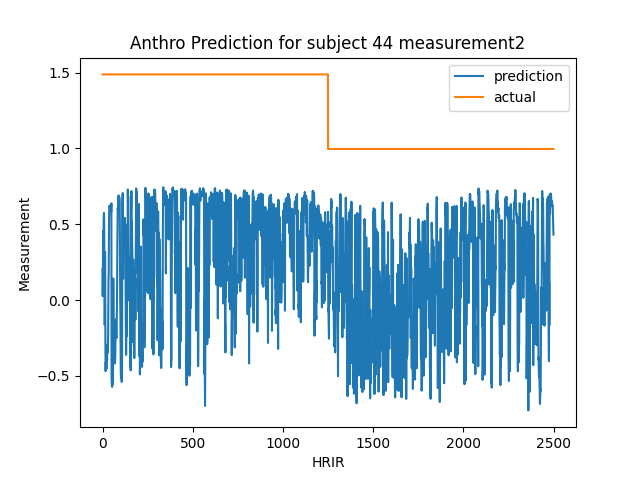 Anthro Prediction for subject 44 measurement2
prediction
actual
1.5
1.0
0.5
0.0
−0.5
Measurement
0
500
1000
1500
2000
2500
HRIR